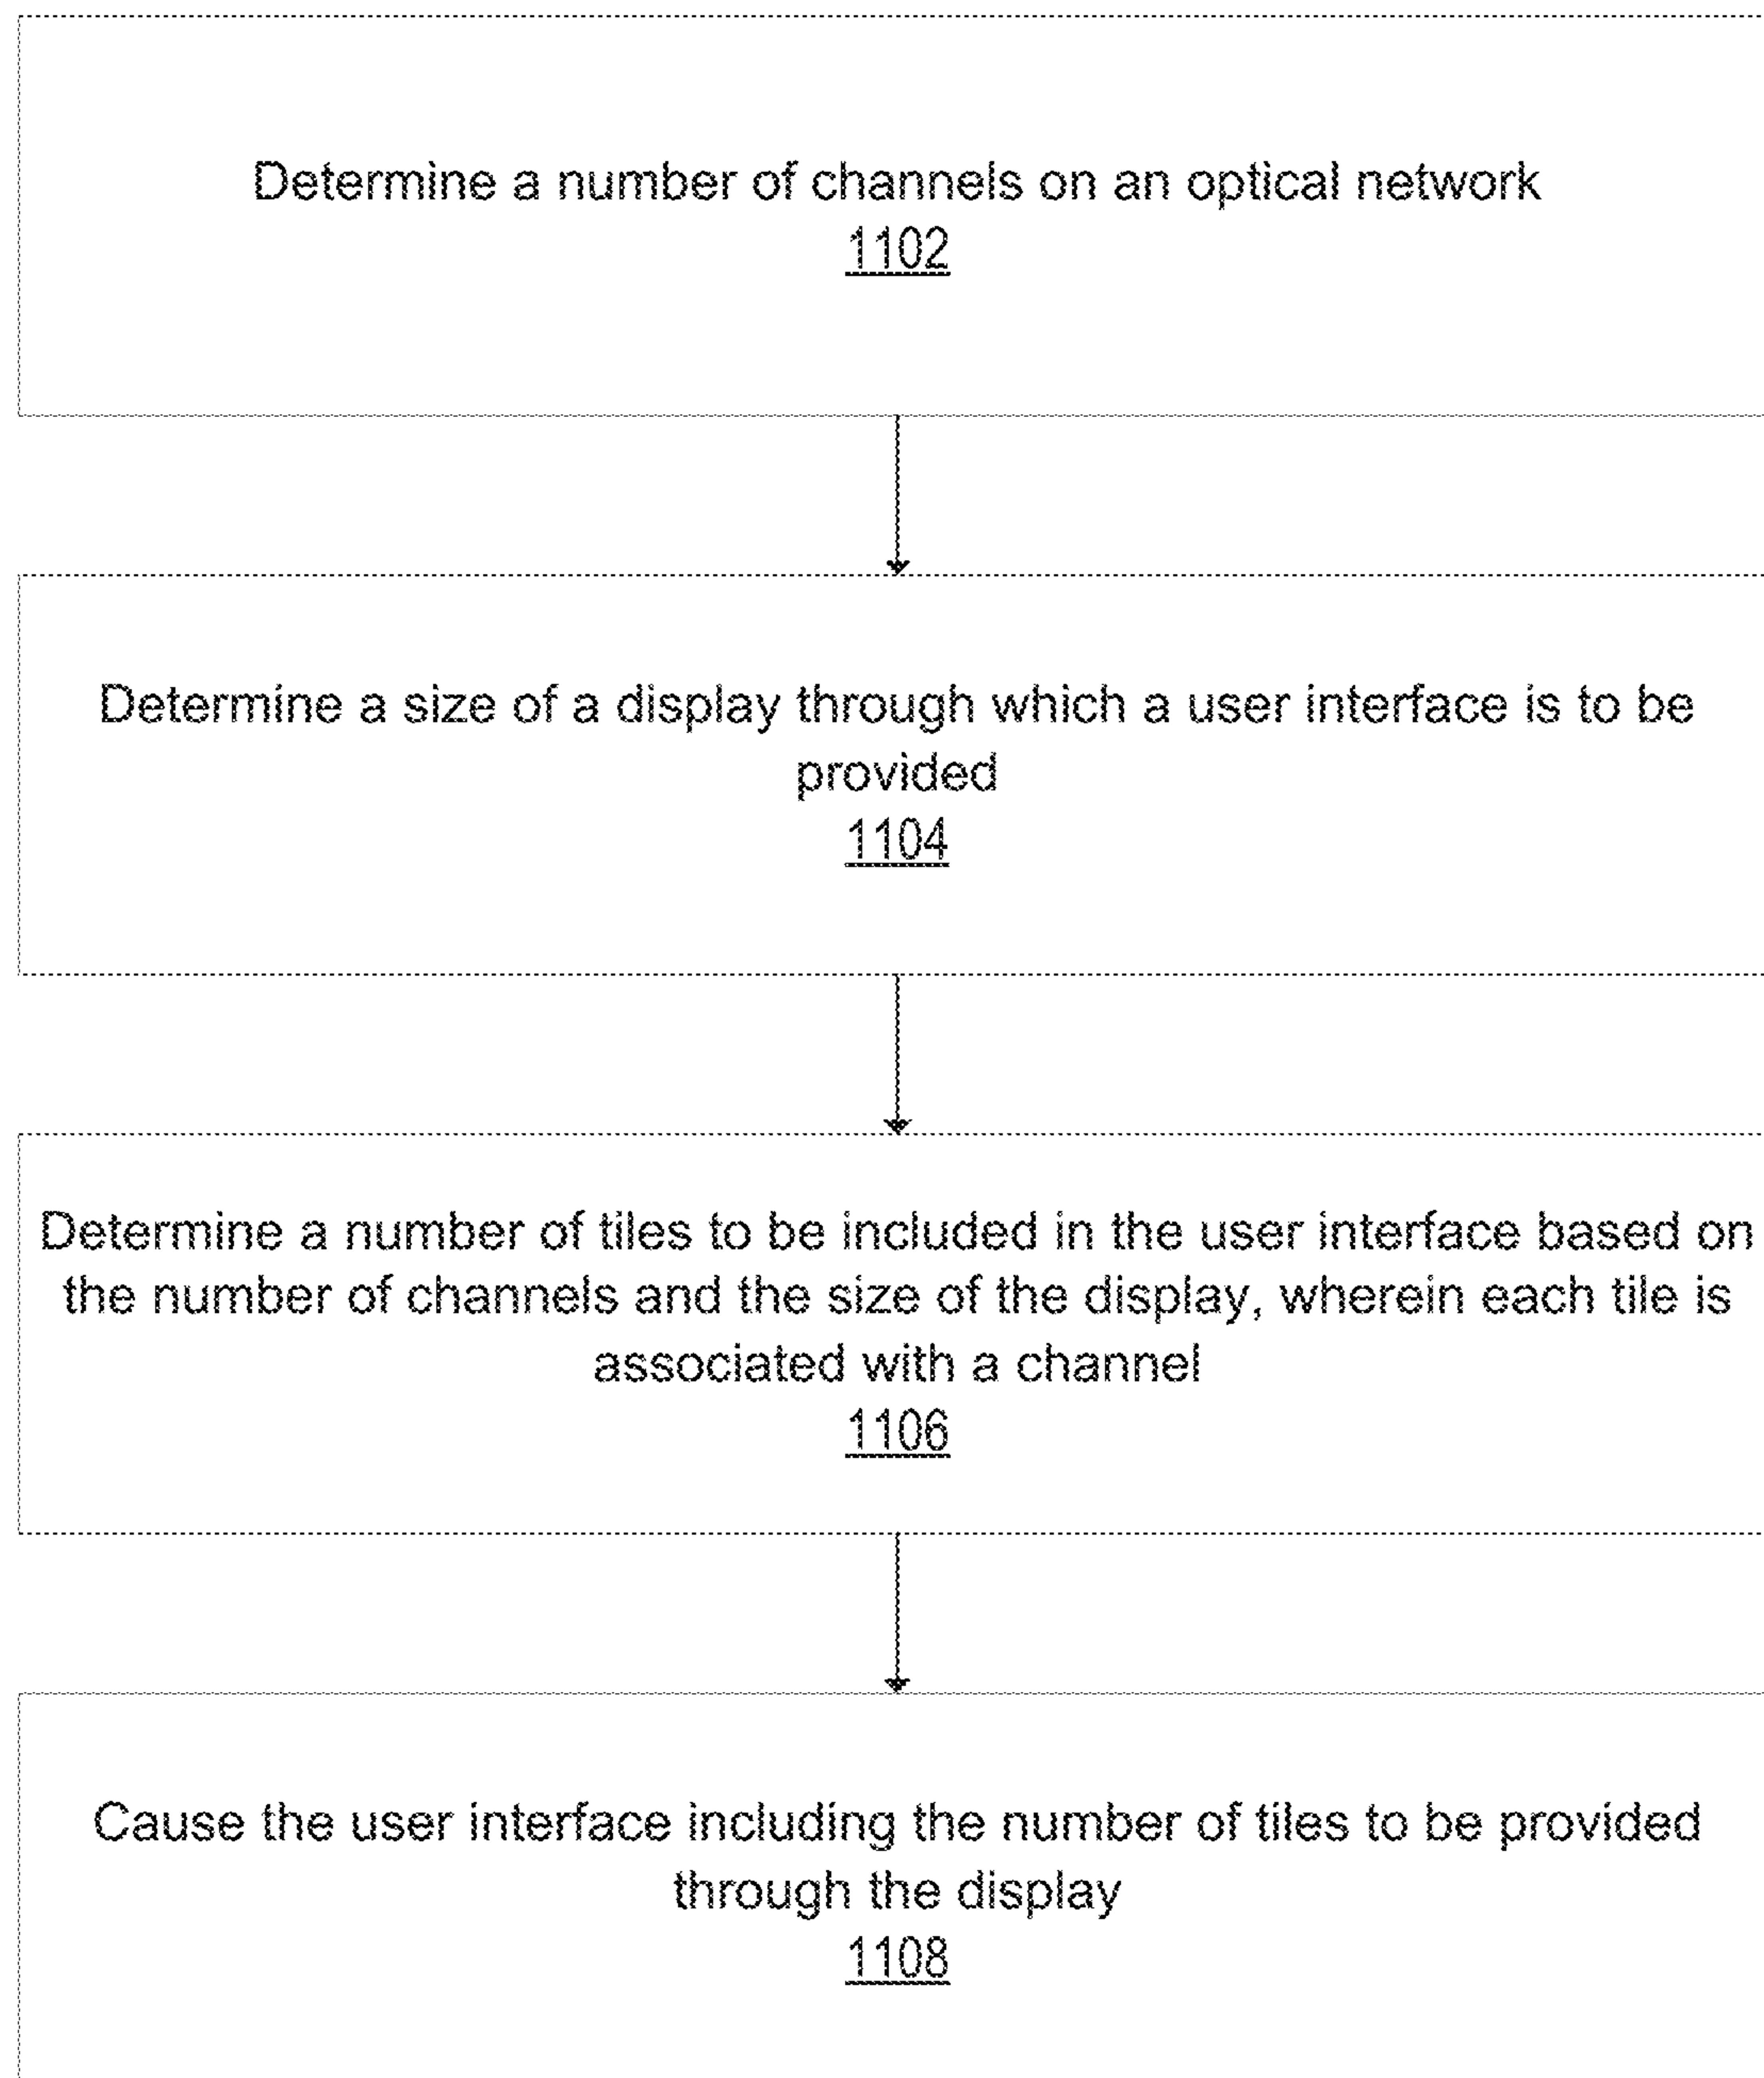 Determine a number of channels on an optical network
1102
Determine a size of a display through which a user interface is to be
provided
1104
Determine a number of tiles to be included in the user interface based on
the number of channels and the size of the display, wherein each tile is
associated with a channel
1106
Cause the user interface including the number of tiles to be provided
through the display
1108